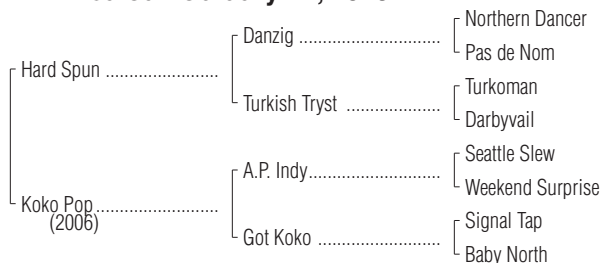 Northern Dancer
Danzig ........................................
Pas de Nom
Hard Spun ................................
Turkoman
Turkish Tryst ..........................
Darbyvail
Seattle Slew
A.P. Indy.....................................
Weekend Surprise
Koko Pop...................................
(2006)
Signal Tap
Got Koko ..................................
Baby North